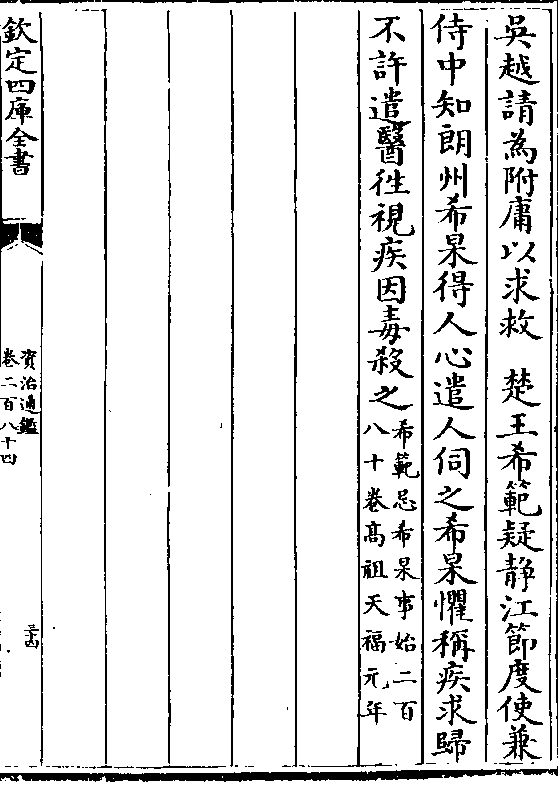 吳越請為附庸以求救　楚王希範疑静江節度使兼
侍中知朗州希杲得人心遣人伺之希杲懼稱疾求歸
不許遣醫徃視疾因毒殺之
希範忌希杲事始二百
八十卷高祖天福元年
欽定四庫全書
資治通鑑
卷二百八十四
三十四